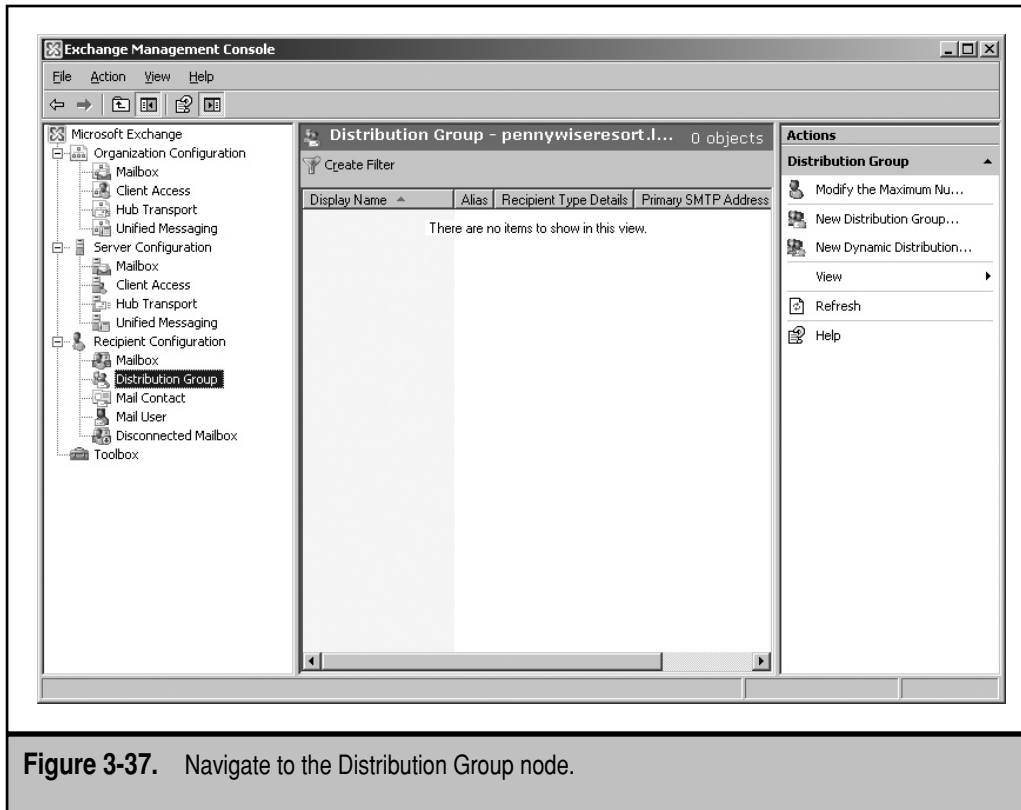 Exchange Management Console
File Action View Help
Microsoft Exchange
Organization Configuration
Mailbox
Client Access
Hub Transport
Unified Messaging
Server Configuration
Mailbox
Client Access
Hub Transport
Unified Messaging
Recipient Configuration
Mailbox
Distribution Group
Mail Contact
Mail User
Disconnected Mailbox
Toolbox
Distribution Group - pennywiseresort.l... 0 objects
Create Filter
Display Name Alias Recipient Type Details Primary SMTP Address
There are no items to show in this view.
Actions
Distribution Group
Modify the Maximum Nu...
New Distribution Group...
New Dynamic Distribution...
View
Refresh
Help
Figure 3-37. Navigate to the Distribution Group node.